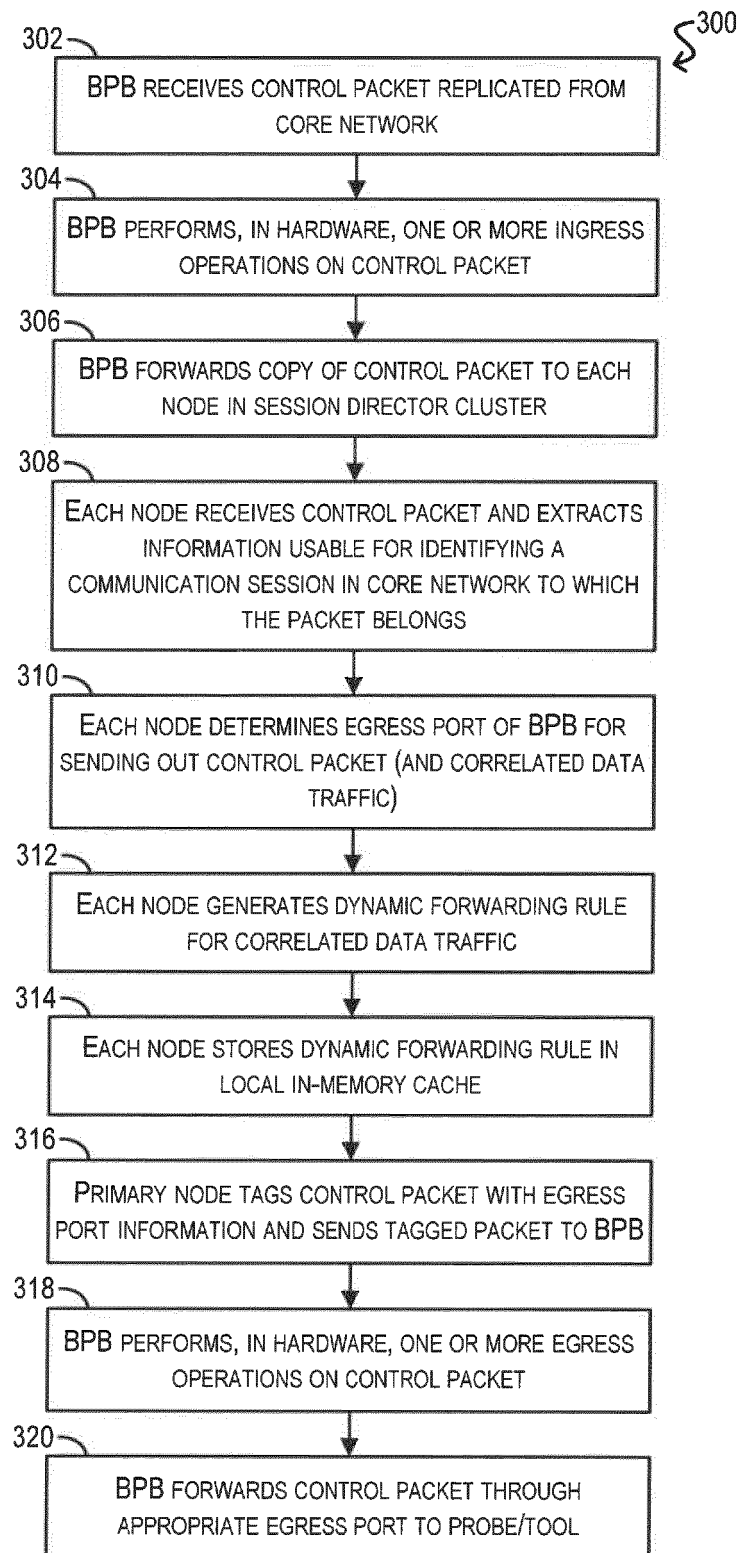 300
302
BPB RECEIVES CONTROL PACKET REPLICATED FROM
CORE NETWORK
304
BPB PERFORMS, IN HARDWARE, ONE OR MORE INGRESS
OPERATIONS ON CONTROL PACKET
306
BPB FORWARDS COPY OF CONTROL PACKET TO EACH
NODE IN SESSION DIRECTOR CLUSTER
308
EACH NODE RECEIVES CONTROL PACKET AND EXTRACTS
INFORMATION USABLE FOR IDENTIFYING A
COMMUNICATION SESSION IN CORE NETWORK TO WHICH
THE PACKET BELONGS
310
EACH NODE DETERMINES EGRESS PORT OF BPB FOR
SENDING OUT CONTROL PACKET (AND CORRELATED DATA
TRAFFIC)
312
EACH NODE GENERATES DYNAMIC FORWARDING RULE
FOR CORRELATED DATA TRAFFIC
314
EACH NODE STORES DYNAMIC FORWARDING RULE IN
LOCAL IN-MEMORY CACHE
316
PRIMARY NODE TAGS CONTROL PACKET WITH EGRESS
PORT INFORMATION AND SENDS TAGGED PACKET TO BPB
318
BPB PERFORMS, IN HARDWARE, ONE OR MORE EGRESS
OPERATIONS ON CONTROL PACKET
320
BPB FORWARDS CONTROL PACKET THROUGH
APPROPRIATE EGRESS PORT TO PROBE/TOOL